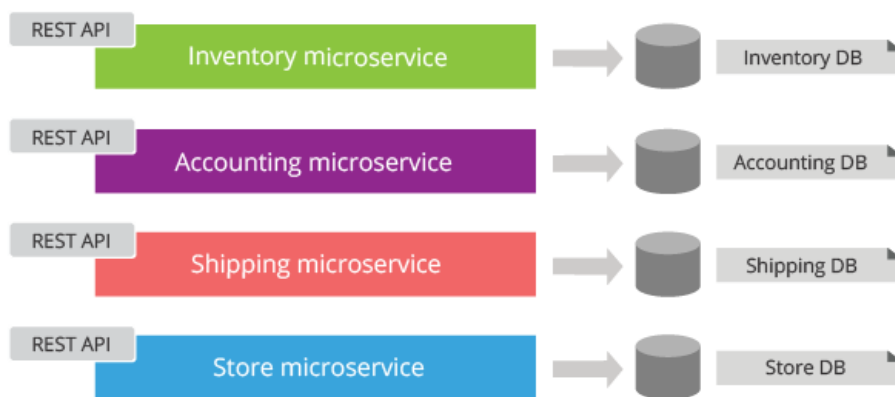 REST API
Inventory microservice
Inventory DB
REST API
Accounting microservice
Accounting DB
REST API
Shipping microservice
Shipping DB
REST API
Store microservice
Store DB